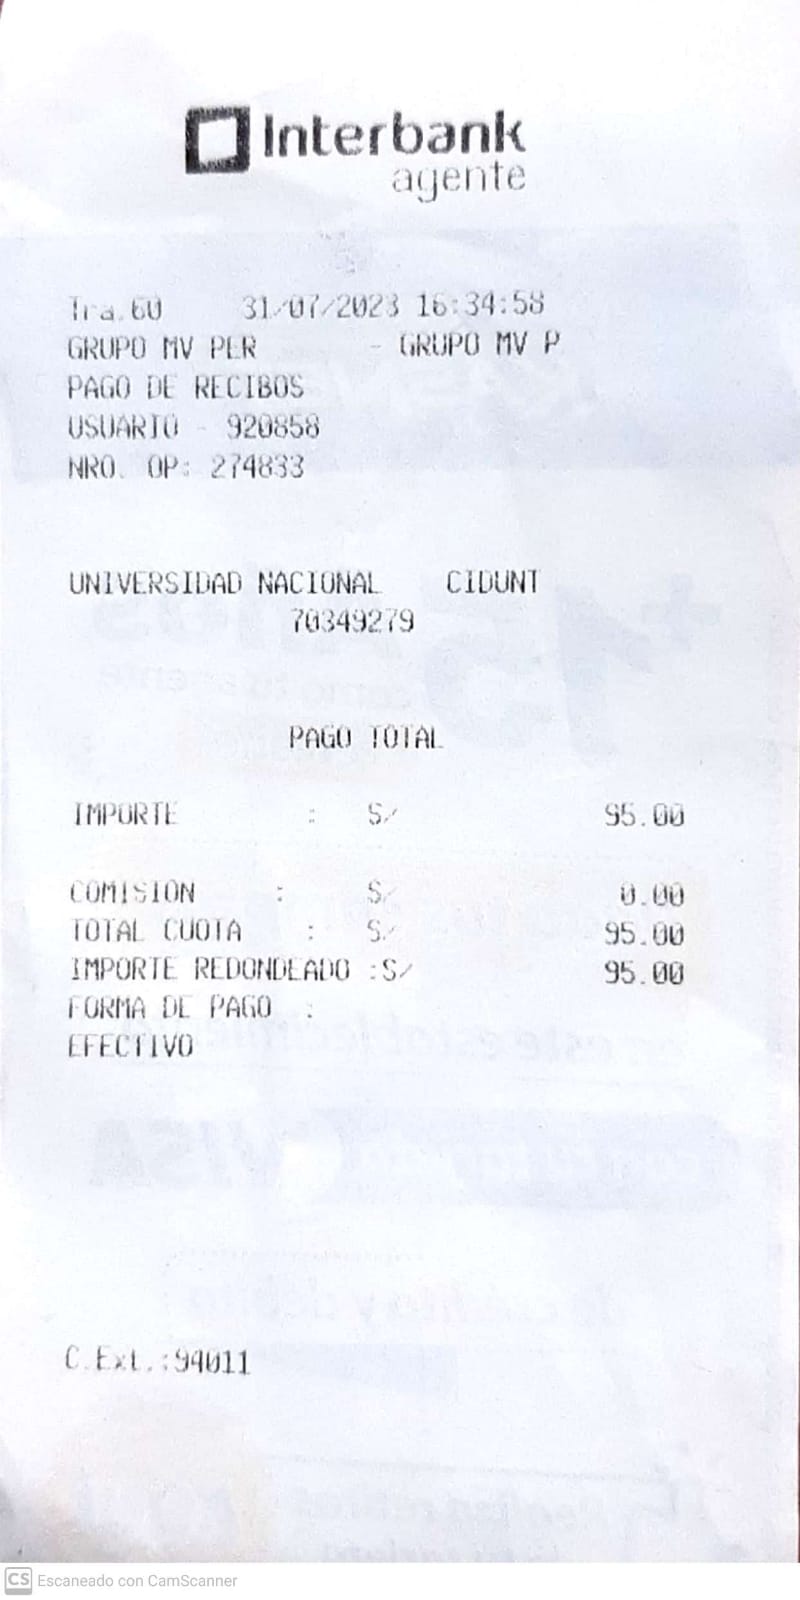 Interbank
agente
Tra.60 31/07/2023 16:34:58
GRUPO MV PER - GRUPO MV P
PAGO DE RECIBOS
USUARIO - 920858
NRO. OP: 274833
UNIVERSIDAD NACIONAL CIDUNT
70349279
PAGO TOTAL
IMPORTE : S/ 95.00
COMISION : S/ 0.00
TOTAL CUOTA : S/ 95.00
IMPORTE REDONDEADO :S/ 95.00
FORMA DE PAGO :
EFECTIVO
C.Ext.:94011
CS Escaneado con CamScanner